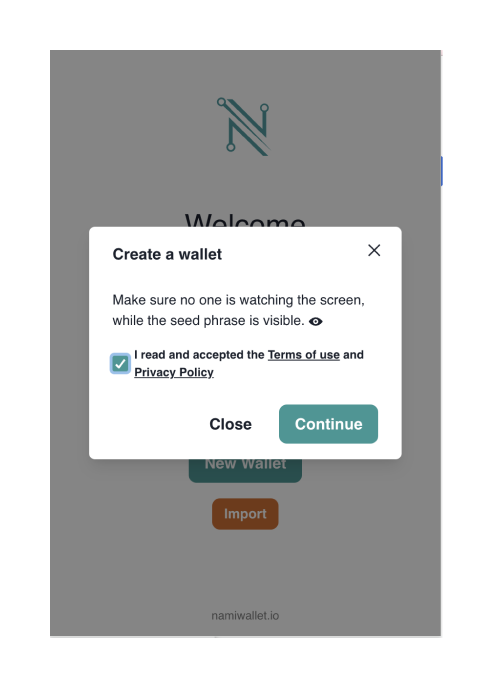 Welcome
Create a wallet
Make sure no one is watching the screen,
while the seed phrase is visible.
I read and accepted the Terms of use and
Privacy Policy
Close
Continue
New Wallet
Import
namiwallet.io